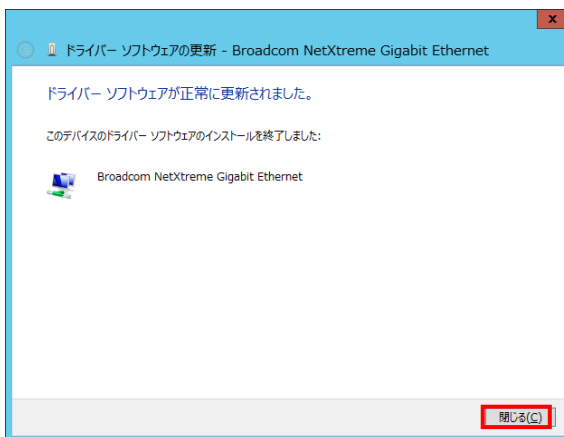 x
ドライバー ソフトウェアの更新 - Broadcom NetXtreme Gigabit Ethernet
ドライバー ソフトウェアが正常に更新されました。
このデバイスのドライバー ソフトウェアのインストールを終了しました:
Broadcom NetXtreme Gigabit Ethernet
閉じる(C)